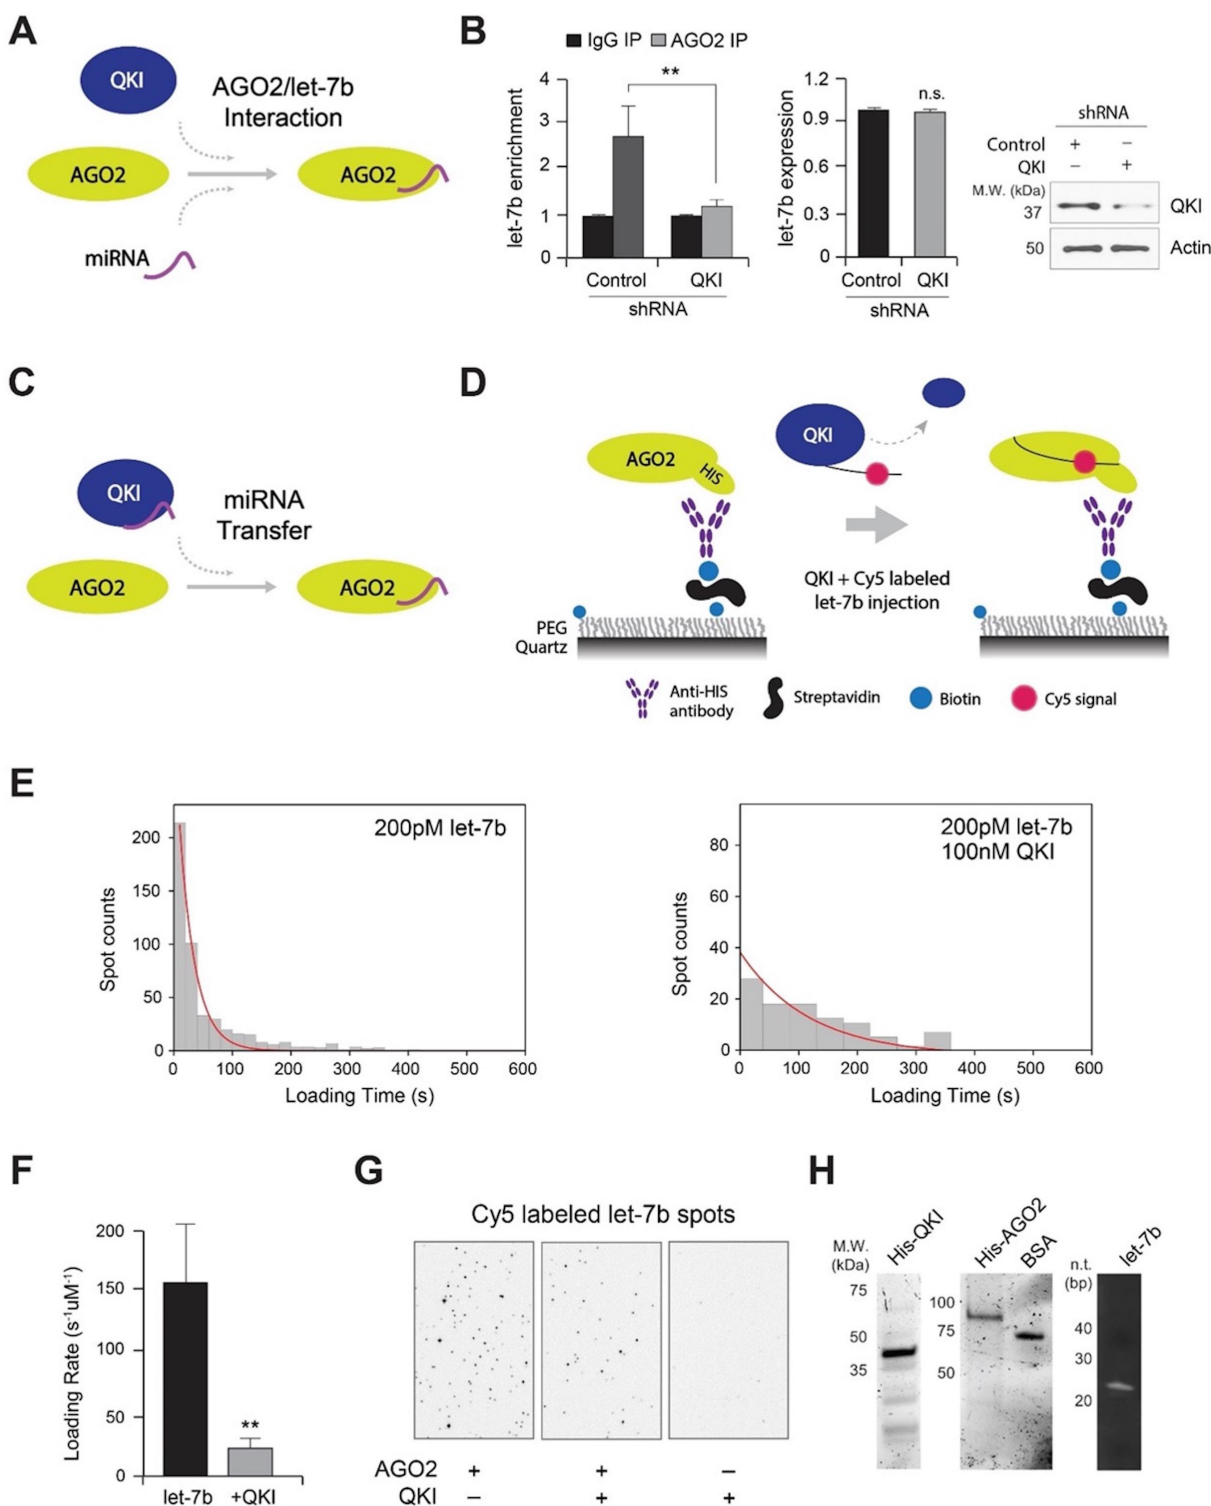 A
QKI
AGO2/let-7b
Interaction
AGO2
AGO2
miRNA
B
IgG IP AGO2 IP
let-7b enrichment
4
3
2
1
0
**
Control QKI
shRNA
let-7b expression
1.2
0.9
0.6
0.3
0
n.s.
Control QKI
shRNA
shRNA
Control + −
QKI − +
M.W. (kDa)
37
QKI
50
Actin
C
QKI
miRNA
Transfer
AGO2
AGO2
D
AGO2
HIS
QKI
QKI + Cy5 labeled
let-7b injection
PEG
Quartz
Anti-HIS
antibody
Streptavidin
Biotin
Cy5 signal
E
200pM let-7b
Spot counts
200
150
100
50
0
0 100 200 300 400 500 600
Loading Time (s)
200pM let-7b
100nM QKI
Spot counts
80
60
40
20
0
0 100 200 300 400 500 600
Loading Time (s)
F
Loading Rate (s⁻¹uM⁻¹)
200
150
100
50
0
**
let-7b +QKI
G
Cy5 labeled let-7b spots
AGO2 + + −
QKI − + +
H
M.W.
(kDa)
His-QKI
75
50
35
His-AGO2
BSA
100
75
50
n.t.
(bp)
let-7b
40
30
20